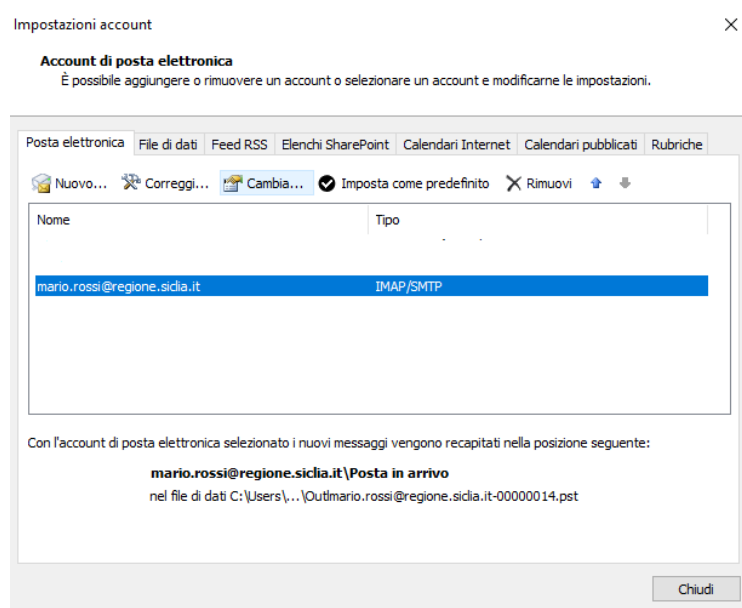 Impostazioni account
Account di posta elettronica
È possibile aggiungere o rimuovere un account o selezionare un account e modificarne le impostazioni.
Posta elettronica File di dati Feed RSS Elenchi SharePoint Calendari Internet Calendari pubblicati Rubriche
Nuovo... Correggi... Cambia... Imposta come predefinito Rimuovi
Nome Tipo
mario.rossi@regione.siclia.it IMAP/SMTP
Con l'account di posta elettronica selezionato i nuovi messaggi vengono recapitati nella posizione seguente:
mario.rossi@regione.siclia.it\Posta in arrivo
nel file di dati C:\Users\...\Outlmario.rossi@regione.siclia.it-00000014.pst
Chiudi